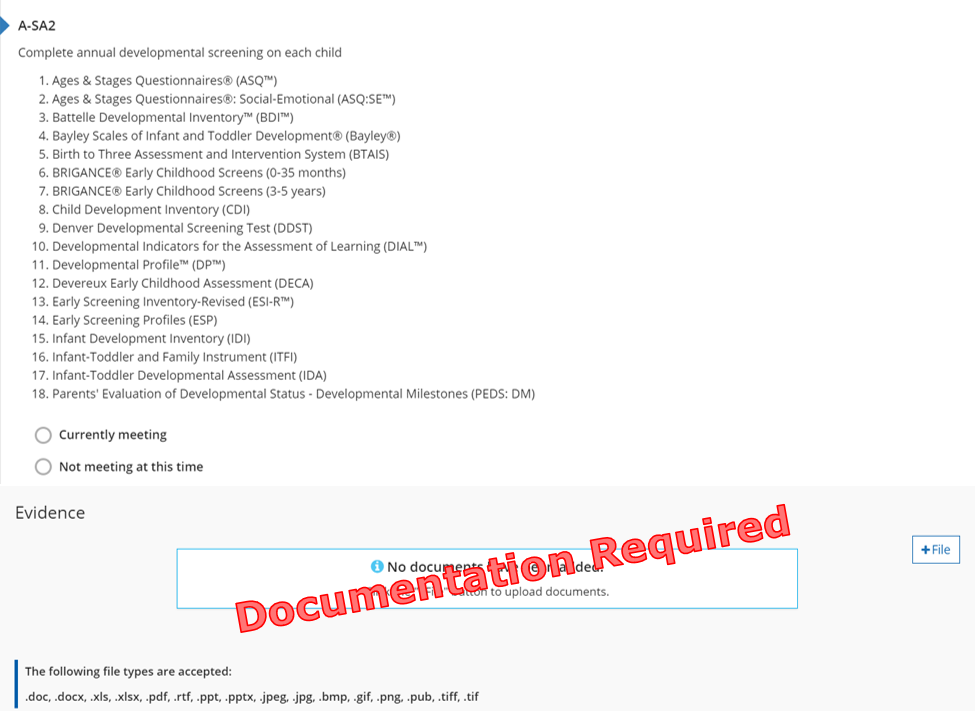 A-SA2
Complete annual developmental screening on each child
1. Ages & Stages Questionnaires® (ASQ™)
2. Ages & Stages Questionnaires®: Social-Emotional (ASQ:SE™)
3. Battelle Developmental Inventory™ (BDI™)
4. Bayley Scales of Infant and Toddler Development® (Bayley®)
5. Birth to Three Assessment and Intervention System (BTAIS)
6. BRIGANCE® Early Childhood Screens (0-35 months)
7. BRIGANCE® Early Childhood Screens (3-5 years)
8. Child Development Inventory (CDI)
9. Denver Developmental Screening Test (DDST)
10. Developmental Indicators for the Assessment of Learning (DIAL™)
11. Developmental Profile™ (DP™)
12. Devereux Early Childhood Assessment (DECA)
13. Early Screening Inventory-Revised (ESI-R™)
14. Early Screening Profiles (ESP)
15. Infant Development Inventory (IDI)
16. Infant-Toddler and Family Instrument (ITFI)
17. Infant-Toddler Developmental Assessment (IDA)
18. Parents' Evaluation of Developmental Status - Developmental Milestones (PEDS: DM)
Currently meeting
Not meeting at this time
Evidence
+File
No documents
to upload documents.
Documentation Required
The following file types are accepted:
.doc, .docx, .xls, .xlsx, .pdf, .rtf, .ppt, .pptx, .jpeg, .jpg, .bmp, .gif, .png, .pub, .tiff, .tif